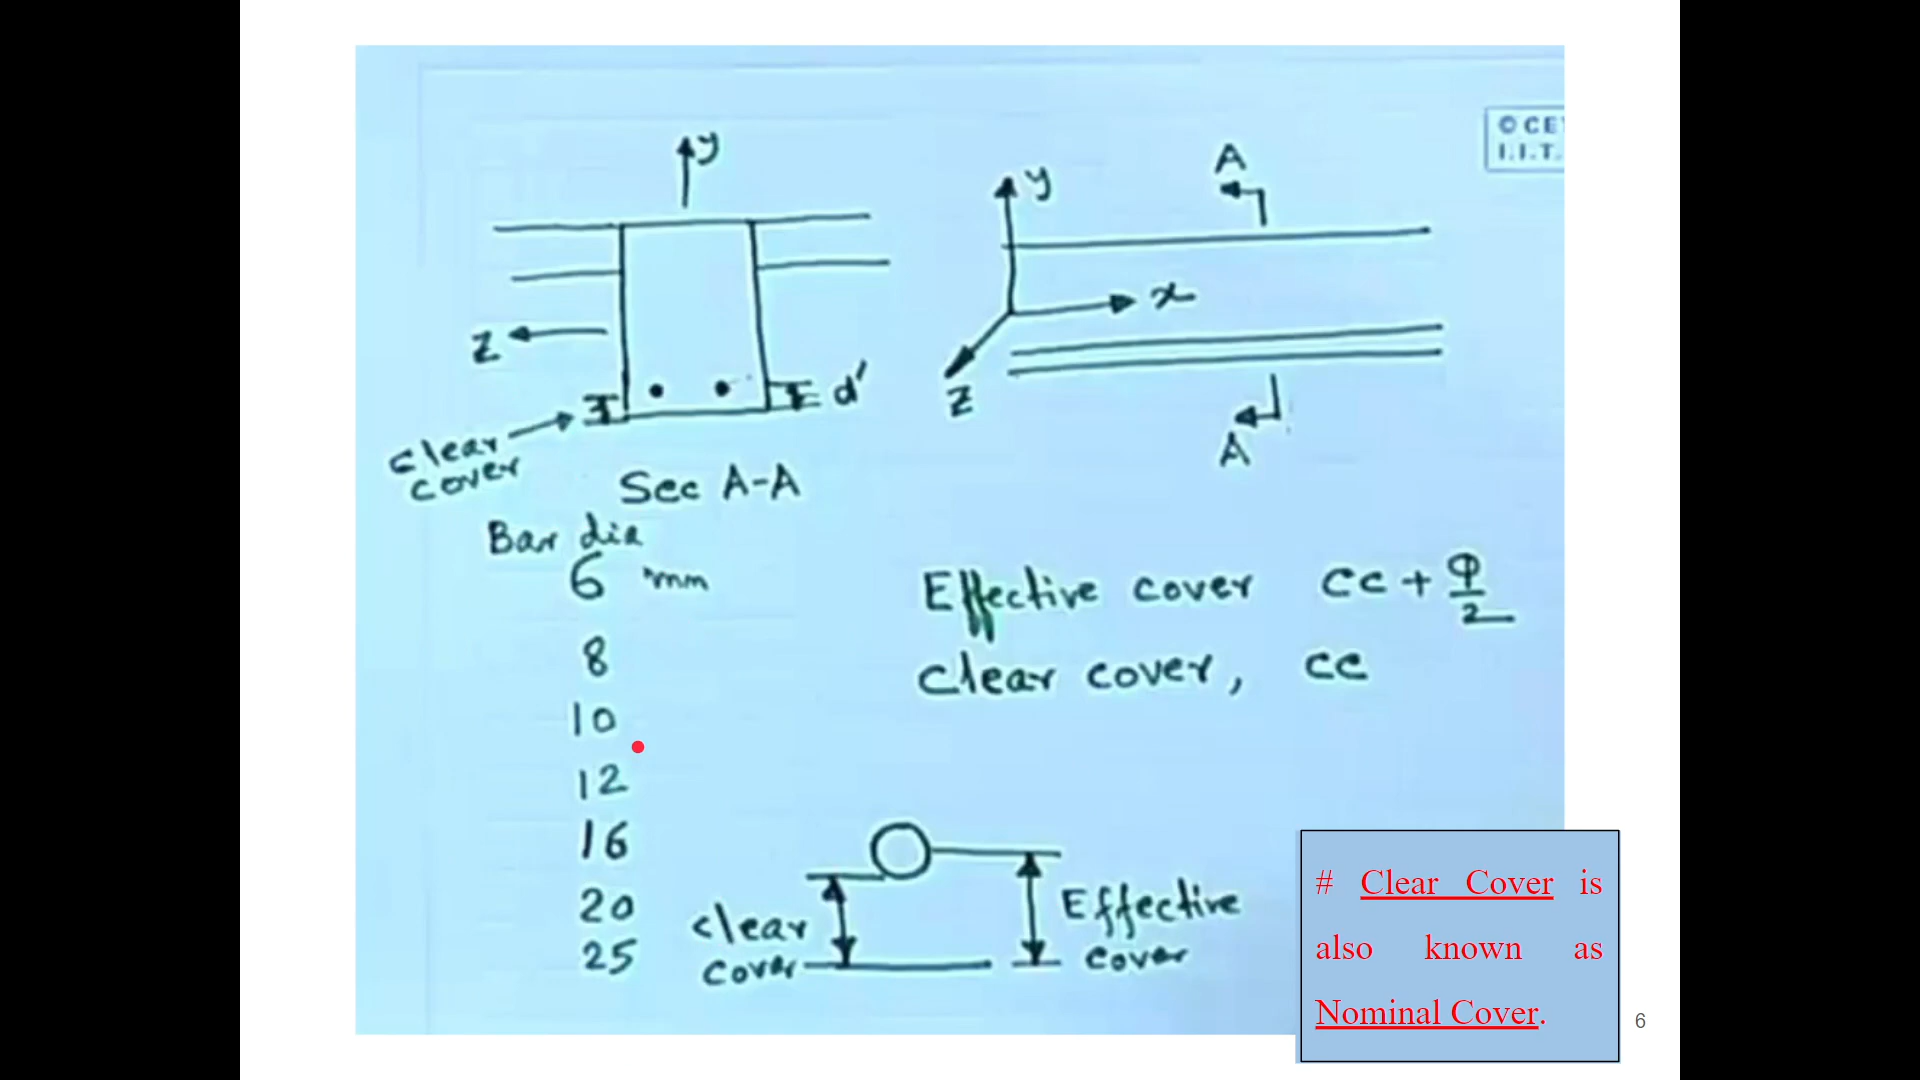 © CE
I.I.T.
y
A
y
x
Z
d'
Z
clear
cover
A
Sec A-A
Bar dia
6 mm
8
10
12
16
20
25
Effective cover cc + φ/2
Clear cover, cc
clear
cover
Effective
cover
# Clear Cover is
also known as
Nominal Cover.
6